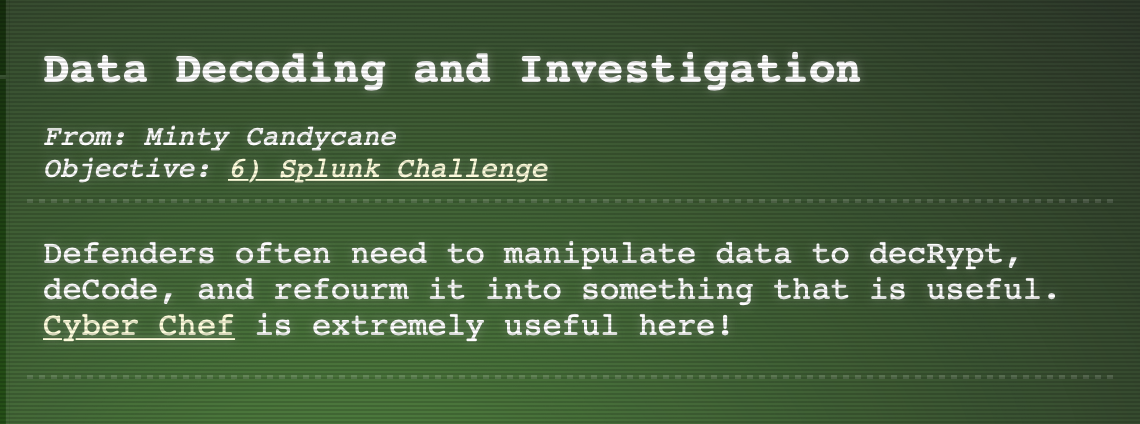 Data Decoding and Investigation
From: Minty Candycane
Objective: 6) Splunk Challenge
Defenders often need to manipulate data to decRypt,
deCode, and refourm it into something that is useful.
Cyber Chef is extremely useful here!